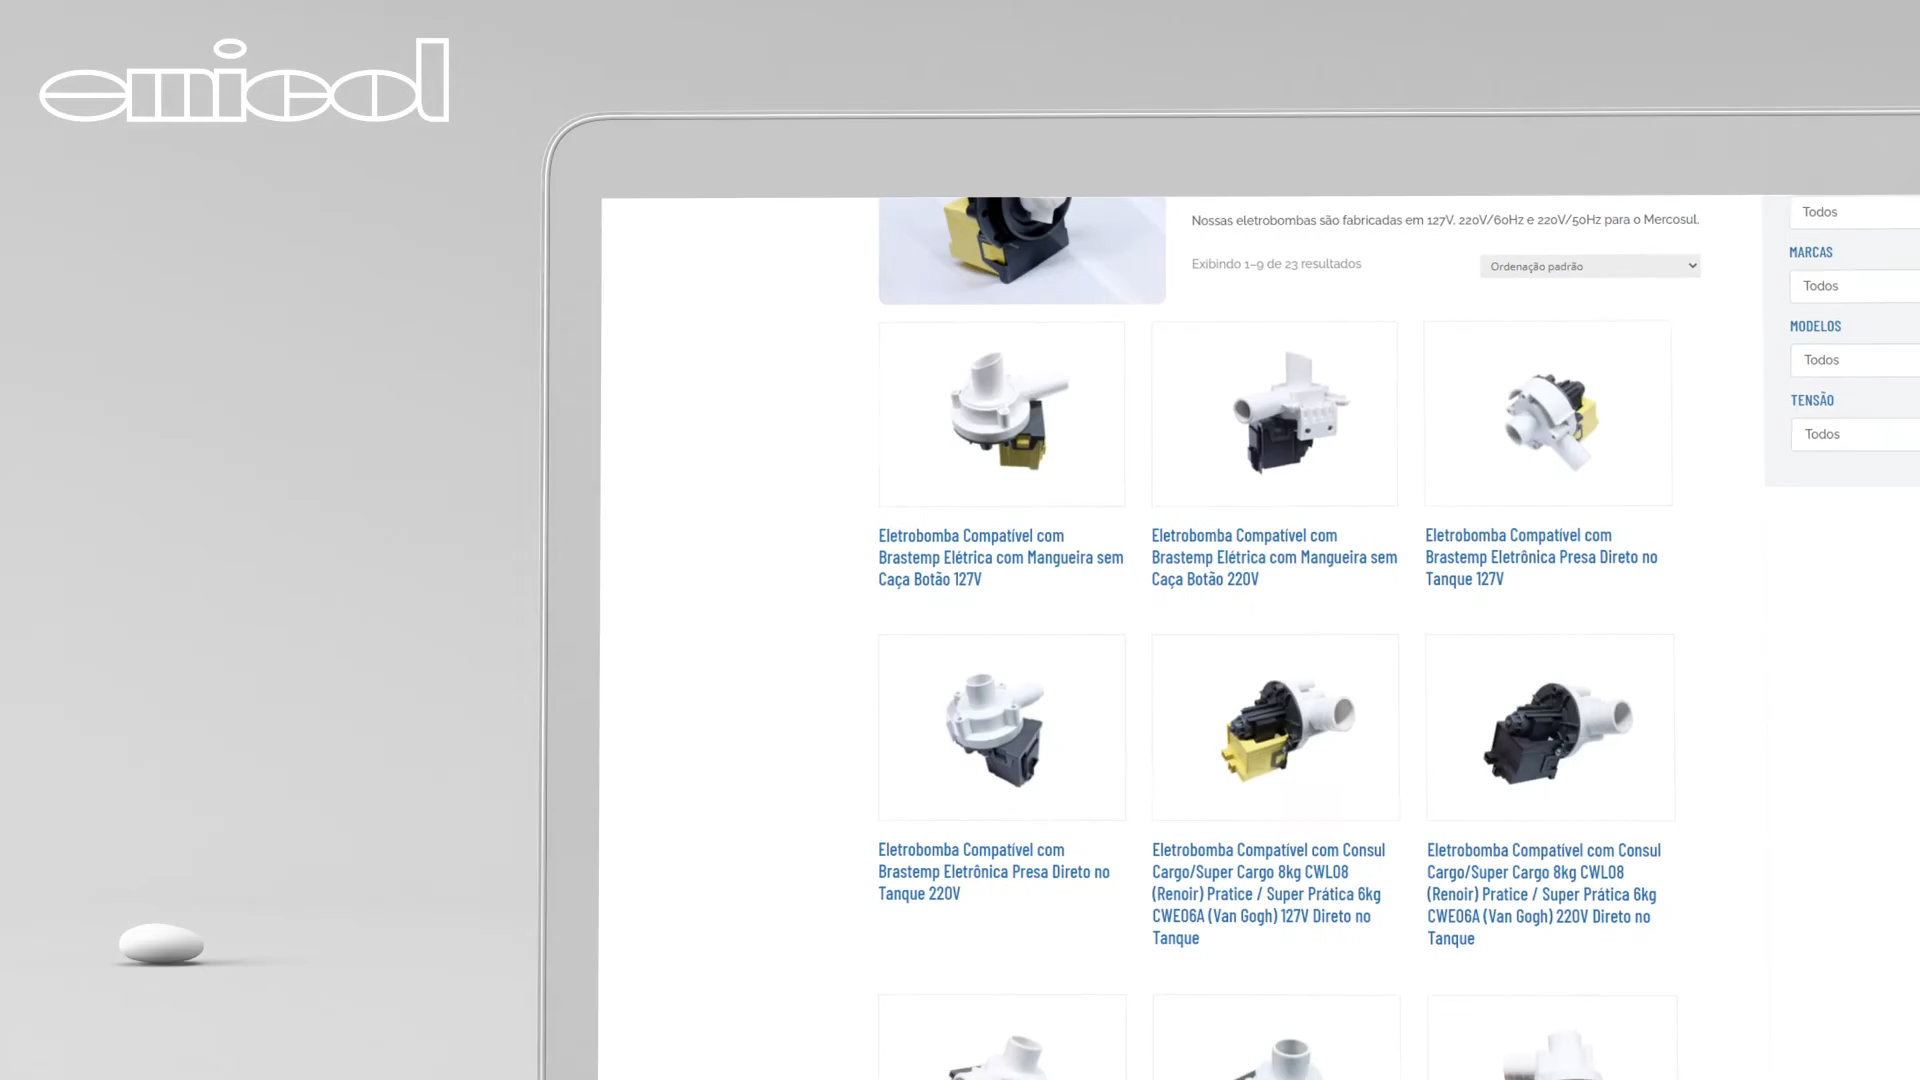 emicol
Nossas eletrobombas são fabricadas em 127V, 220V/60Hz e 220V/50Hz para o Mercosul.
Exibindo 1–9 de 23 resultados
Ordenação padrão
Todos
MARCAS
Todos
MODELOS
Todos
TENSÃO
Todos
Eletrobomba Compatível com
Brastemp Elétrica com Mangueira sem
Caça Botão 127V
Eletrobomba Compatível com
Brastemp Elétrica com Mangueira sem
Caça Botão 220V
Eletrobomba Compatível com
Brastemp Eletrônica Presa Direto no
Tanque 127V
Eletrobomba Compatível com
Brastemp Eletrônica Presa Direto no
Tanque 220V
Eletrobomba Compatível com Consul
Cargo/Super Cargo 8kg CWL08
(Renoir) Pratice / Super Prática 6kg
CWE06A (Van Gogh) 127V Direto no
Tanque
Eletrobomba Compatível com Consul
Cargo/Super Cargo 8kg CWL08
(Renoir) Pratice / Super Prática 6kg
CWE06A (Van Gogh) 220V Direto no
Tanque